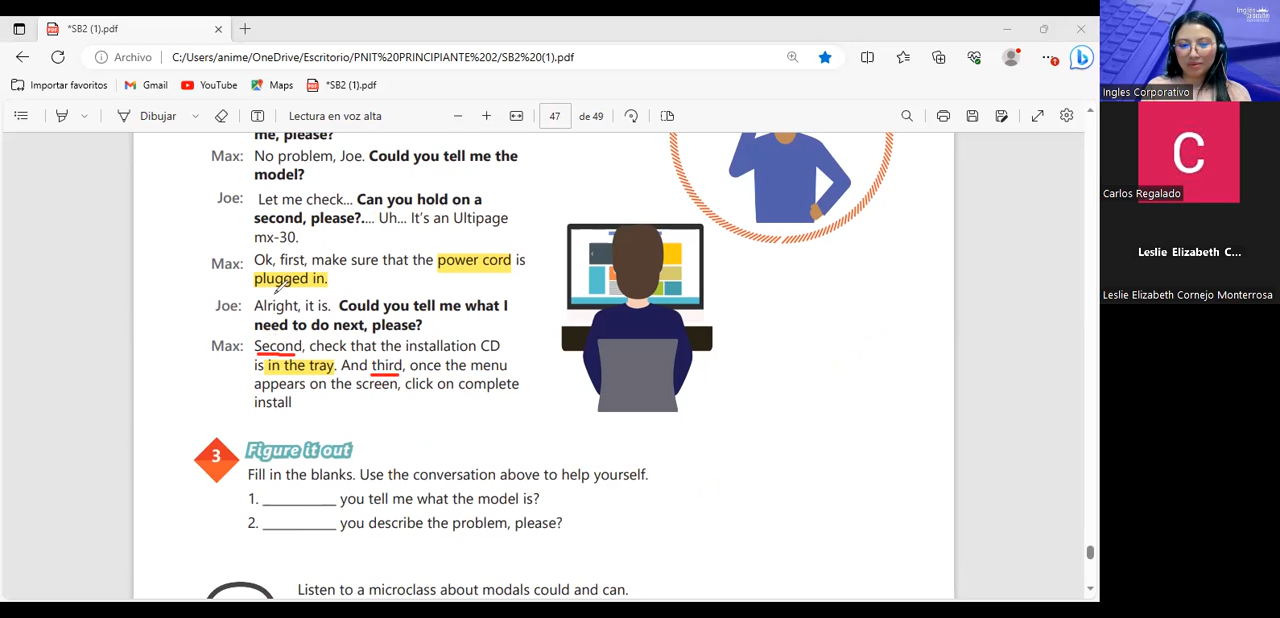 *SB2 (1).pdf
Archivo
C:/Users/anime/OneDrive/Escritorio/PNIT%20PRINCIPIANTE%202/SB2%20(1).pdf
Importar favoritos
Gmail
YouTube
Maps
*SB2 (1).pdf
Dibujar
Lectura en voz alta
47
de 49
me, please?
Max: No problem, Joe. Could you tell me the
model?
Joe: Let me check... Can you hold on a
second, please?.... Uh... It's an Ultipage
mx-30.
Max: Ok, first, make sure that the power cord is
plugged in.
Joe: Alright, it is. Could you tell me what I
need to do next, please?
Max: Second, check that the installation CD
is in the tray. And third, once the menu
appears on the screen, click on complete
install
3 Figure it out
Fill in the blanks. Use the conversation above to help yourself.
1. __________ you tell me what the model is?
2. __________ you describe the problem, please?
Listen to a microclass about modals could and can.
Ingles Corporativo
C
Carlos Regalado
Leslie Elizabeth C...
Leslie Elizabeth Cornejo Monterrosa